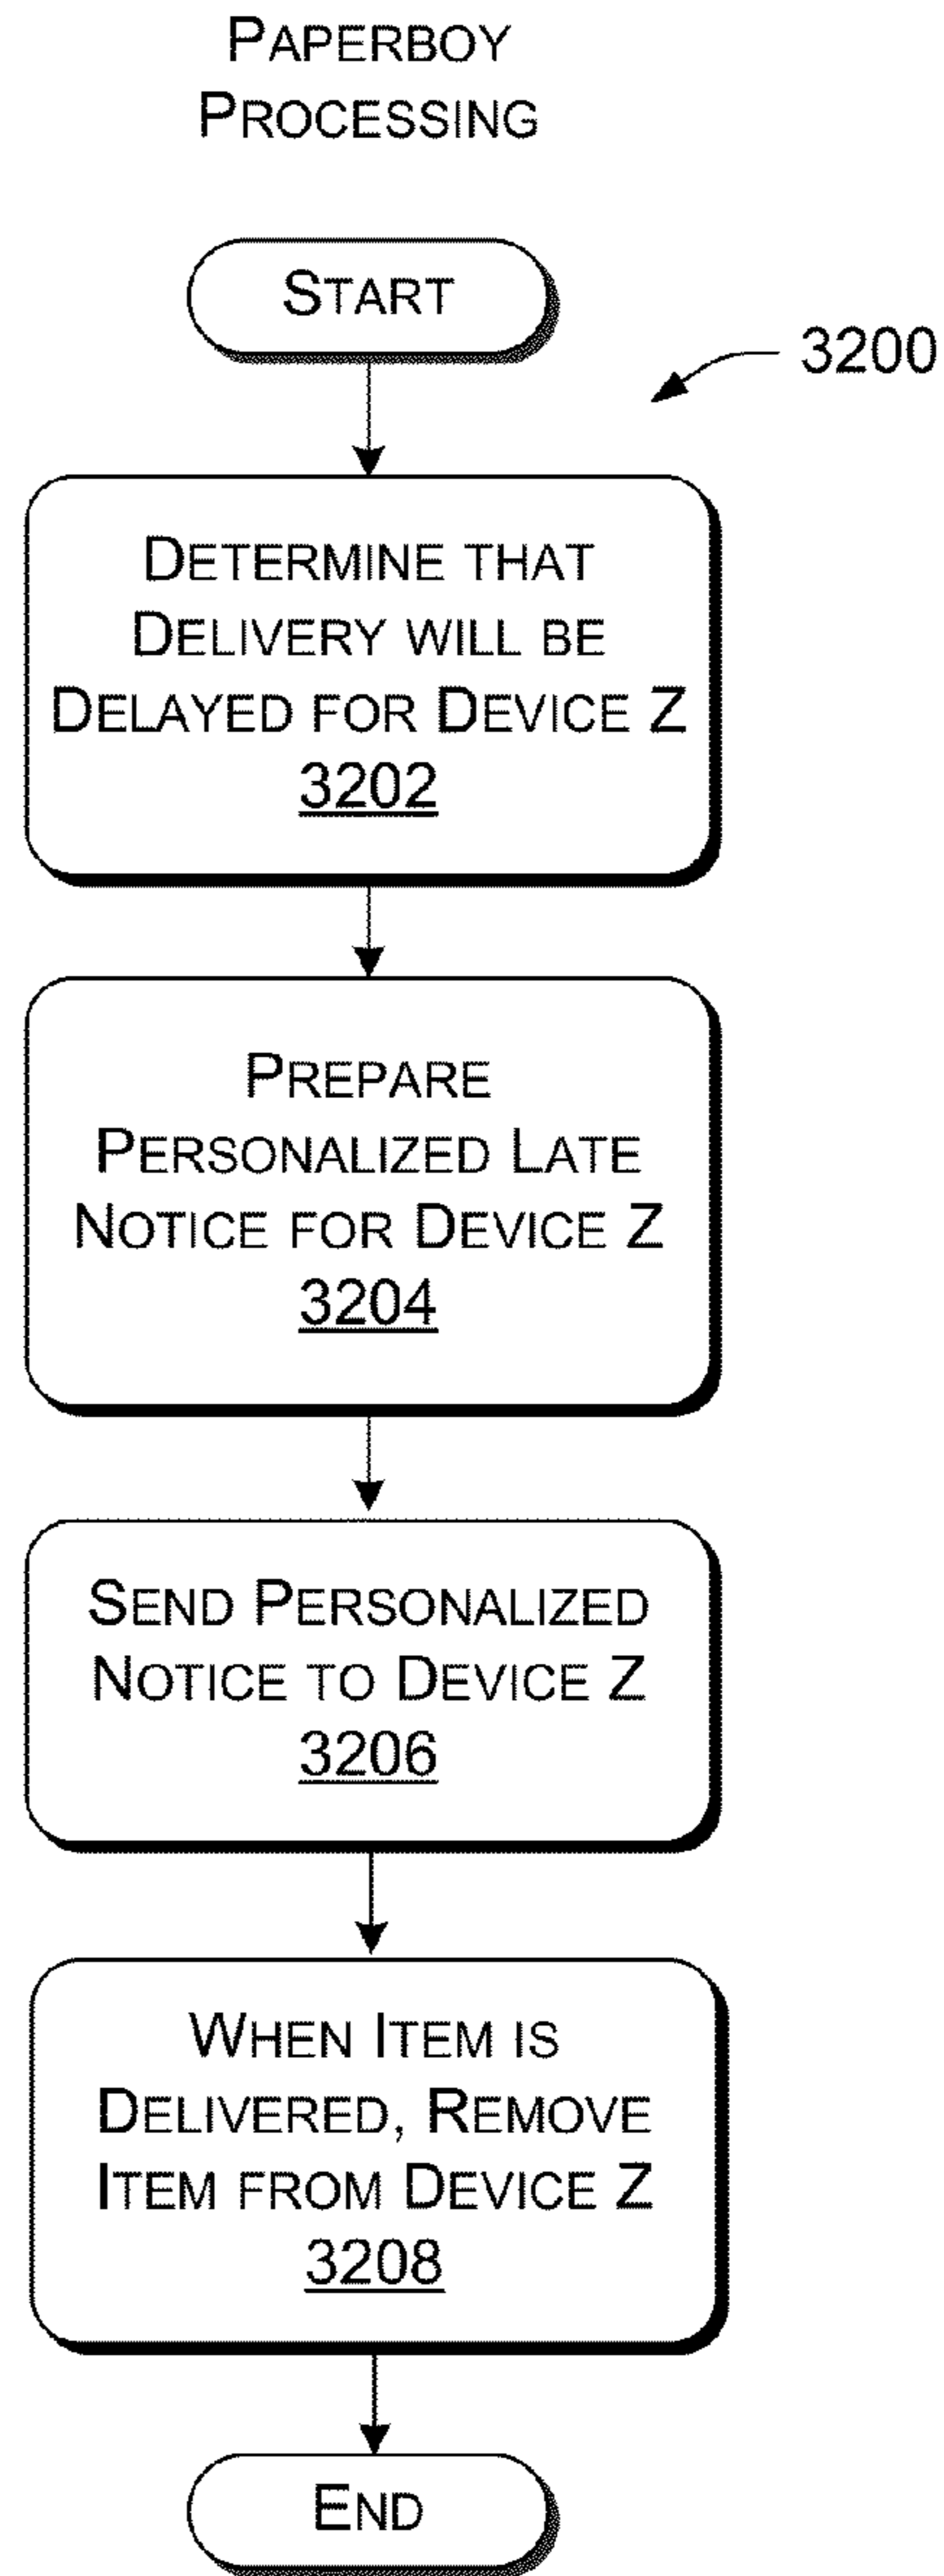 PAPERBOY
PROCESSING
START
3200
DETERMINE THAT
DELIVERY WILL BE
DELAYED FOR DEVICE Z
3202
PREPARE
PERSONALIZED LATE
NOTICE FOR DEVICE Z
3204
SEND PERSONALIZED
NOTICE TO DEVICE Z
3206
WHEN ITEM IS
DELIVERED, REMOVE
ITEM FROM DEVICE Z
3208
END